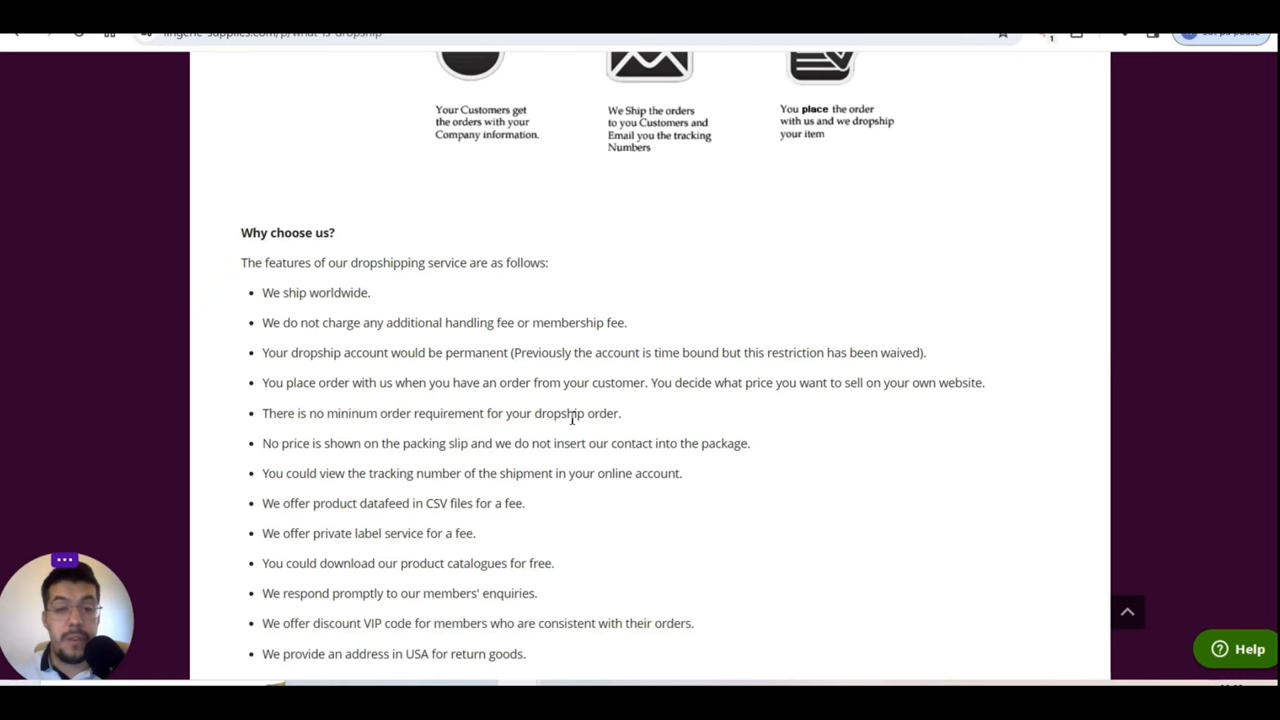 lingerie-supplies.com/p/what-is-dropship
1
Your Customers get
the orders with your
Company information.
We Ship the orders
to you Customers and
Email you the tracking
Numbers
You place the order
with us and we dropship
your item
Why choose us?
The features of our dropshipping service are as follows:
We ship worldwide.
We do not charge any additional handling fee or membership fee.
Your dropship account would be permanent (Previously the account is time bound but this restriction has been waived).
You place order with us when you have an order from your customer. You decide what price you want to sell on your own website.
There is no mininum order requirement for your dropship order.
No price is shown on the packing slip and we do not insert our contact into the package.
You could view the tracking number of the shipment in your online account.
We offer product datafeed in CSV files for a fee.
We offer private label service for a fee.
You could download our product catalogues for free.
We respond promptly to our members' enquiries.
We offer discount VIP code for members who are consistent with their orders.
We provide an address in USA for return goods.
Help